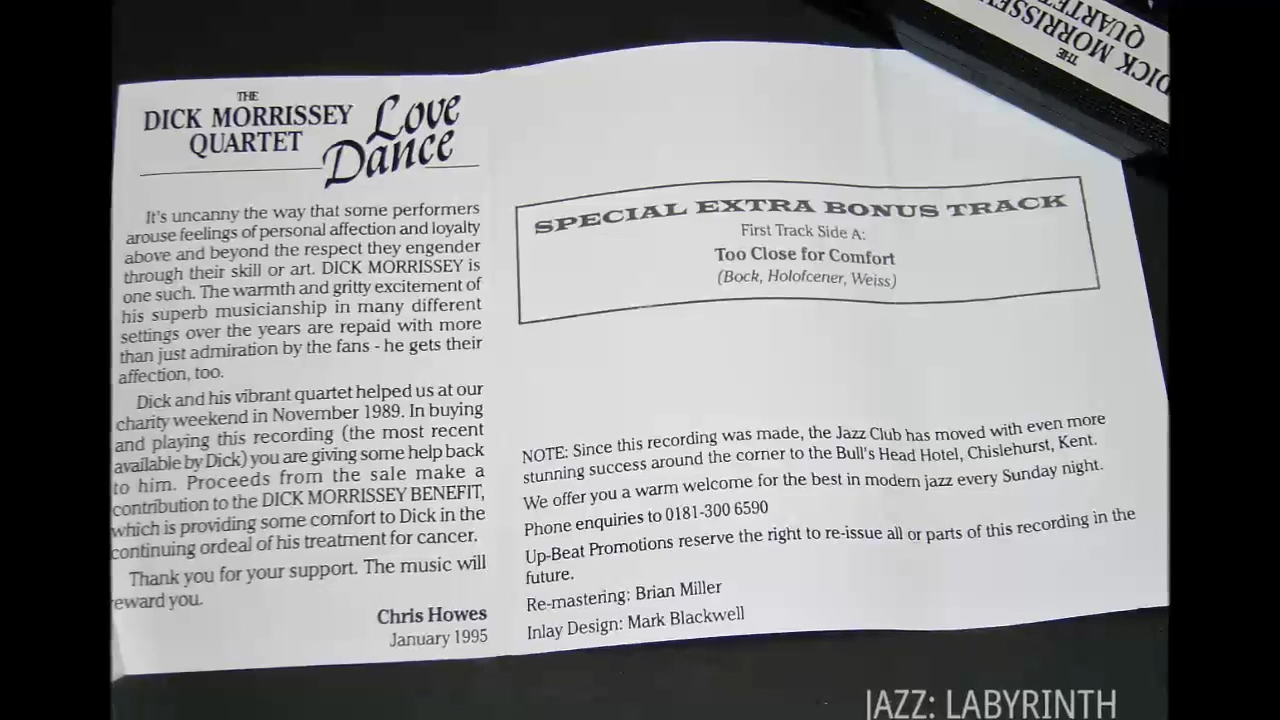 THE
DICK MORRISSEY
QUARTET
Love
Dance
It's uncanny the way that some performers
arouse feelings of personal affection and loyalty
above and beyond the respect they engender
through their skill or art. DICK MORRISSEY is
one such. The warmth and gritty excitement of
his superb musicianship in many different
settings over the years are repaid with more
than just admiration by the fans - he gets their
affection, too.
Dick and his vibrant quartet helped us at our
charity weekend in November 1989. In buying
and playing this recording (the most recent
available by Dick) you are giving some help back
to him. Proceeds from the sale make a
contribution to the DICK MORRISSEY BENEFIT,
which is providing some comfort to Dick in the
continuing ordeal of his treatment for cancer.
Thank you for your support. The music will
eward you.
Chris Howes
January 1995
SPECIAL EXTRA BONUS TRACK
First Track Side A:
Too Close for Comfort
(Bock, Holofcener, Weiss)
NOTE: Since this recording was made, the Jazz Club has moved with even more
stunning success around the corner to the Bull's Head Hotel, Chislehurst, Kent.
We offer you a warm welcome for the best in modern jazz every Sunday night.
Phone enquiries to 0181-300 6590
Up-Beat Promotions reserve the right to re-issue all or parts of this recording in the
future.
Re-mastering: Brian Miller
Inlay Design: Mark Blackwell
THE
DICK MORRISSEY
QUARTET
JAZZ: LABYRINTH